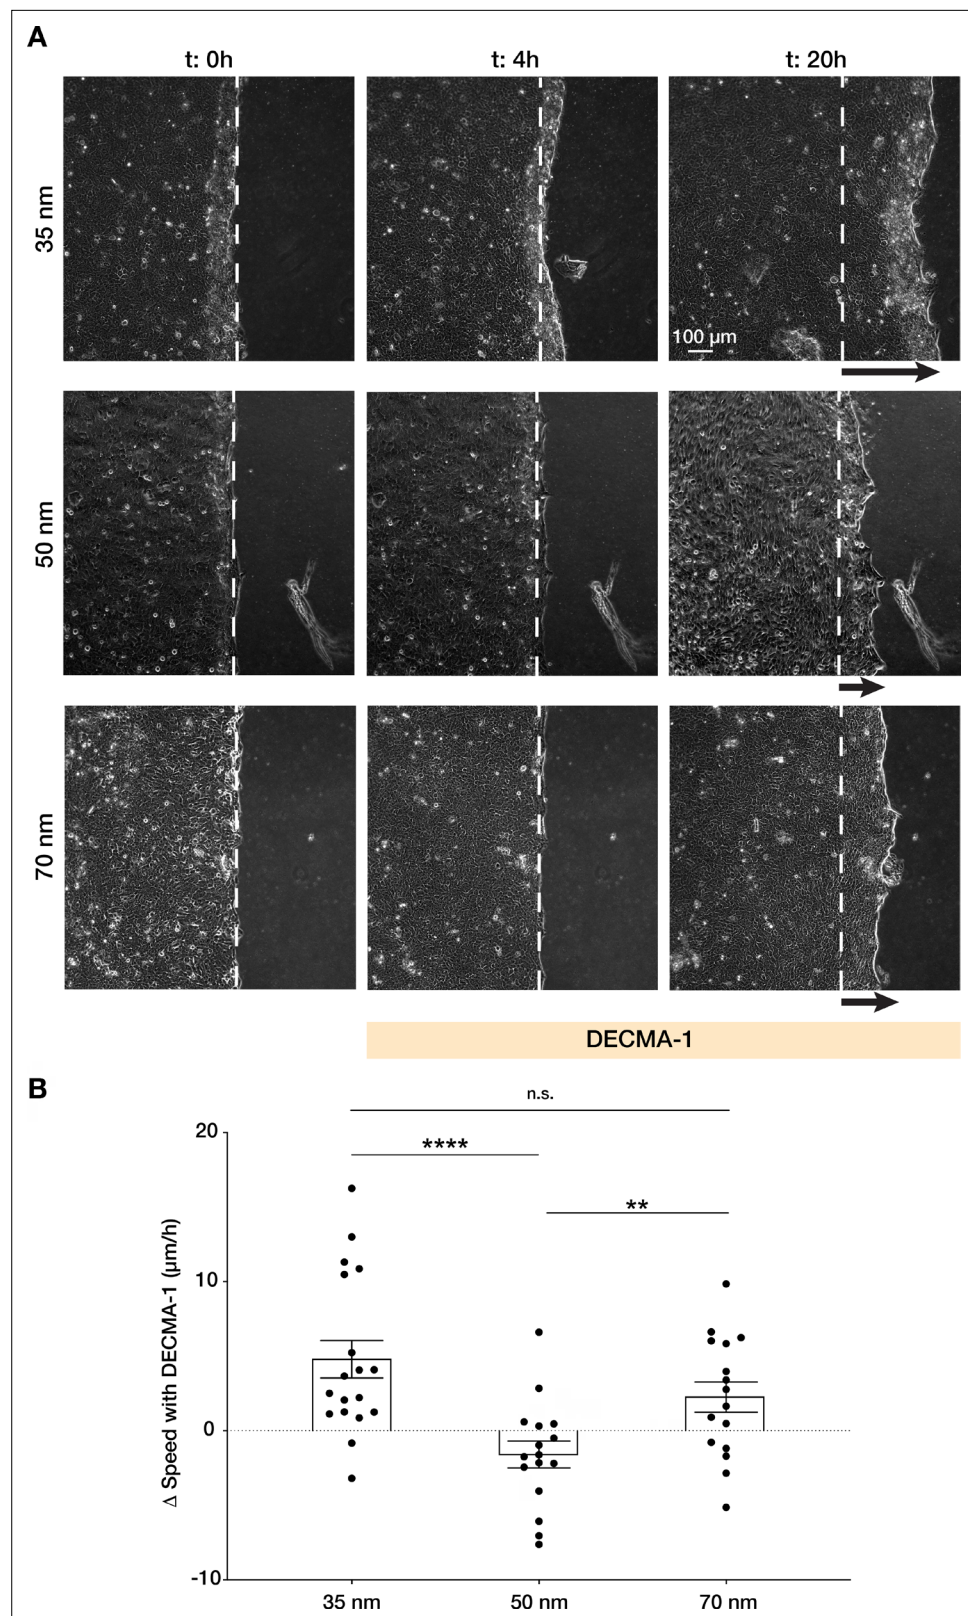 A
t: 0h
t: 4h
t: 20h
35 nm
100 µm
50 nm
70 nm
DECMA-1
B
n.s.
****
**
Δ Speed with DECMA-1 (µm/h)
20
10
0
-10
35 nm
50 nm
70 nm